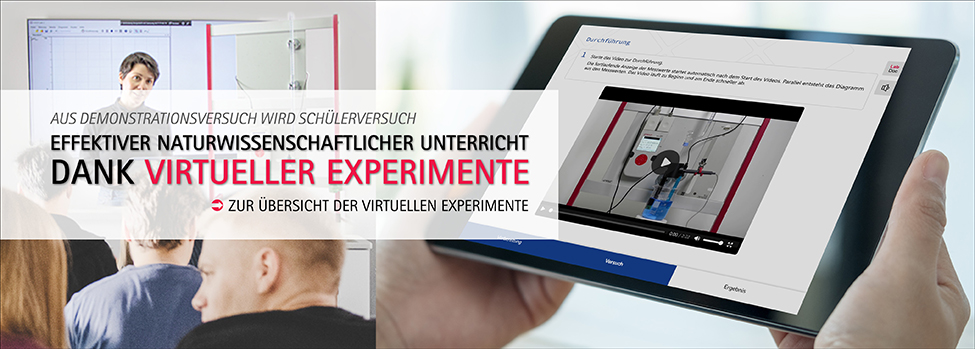 AUS DEMONSTRATIONSVERSUCH WIRD SCHÜLERVERSUCH
EFFEKTIVER NATURWISSENSCHAFTLICHER UNTERRICHT
DANK VIRTUELLER EXPERIMENTE
ZUR ÜBERSICHT DER VIRTUELLEN EXPERIMENTE
Durchführung
1 Starte das Video zur Durchführung.
Die fortlaufende Anzeige der Messwerte startet automatisch nach dem Start des Videos. Parallel entsteht das Diagramm
aus den Messwerten. Das Video läuft zu Beginn und am Ende schneller ab.
Lab
Doc
Versuch
Ergebnis